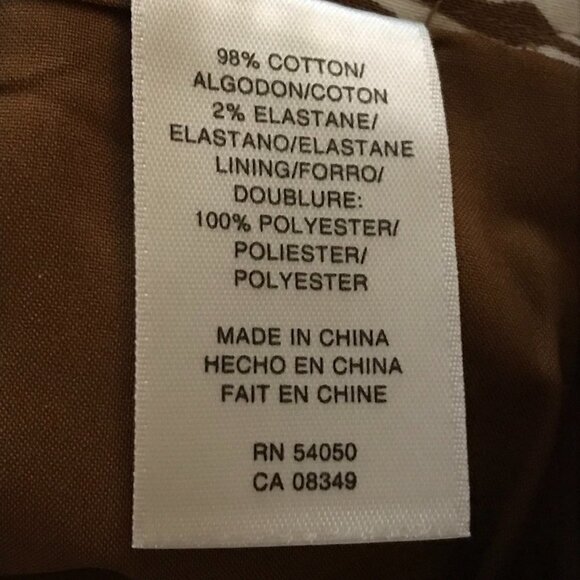 98% COTTON/
ALGODON/COTON
2% ELASTANE/
ELASTANO/ELASTANE
LINING/FORRO/
DOUBLURE:
100% POLYESTER/
POLIESTER/
POLYESTER
MADE IN CHINA
HECHO EN CHINA
FAIT EN CHINE
RN 54050
CA 08349